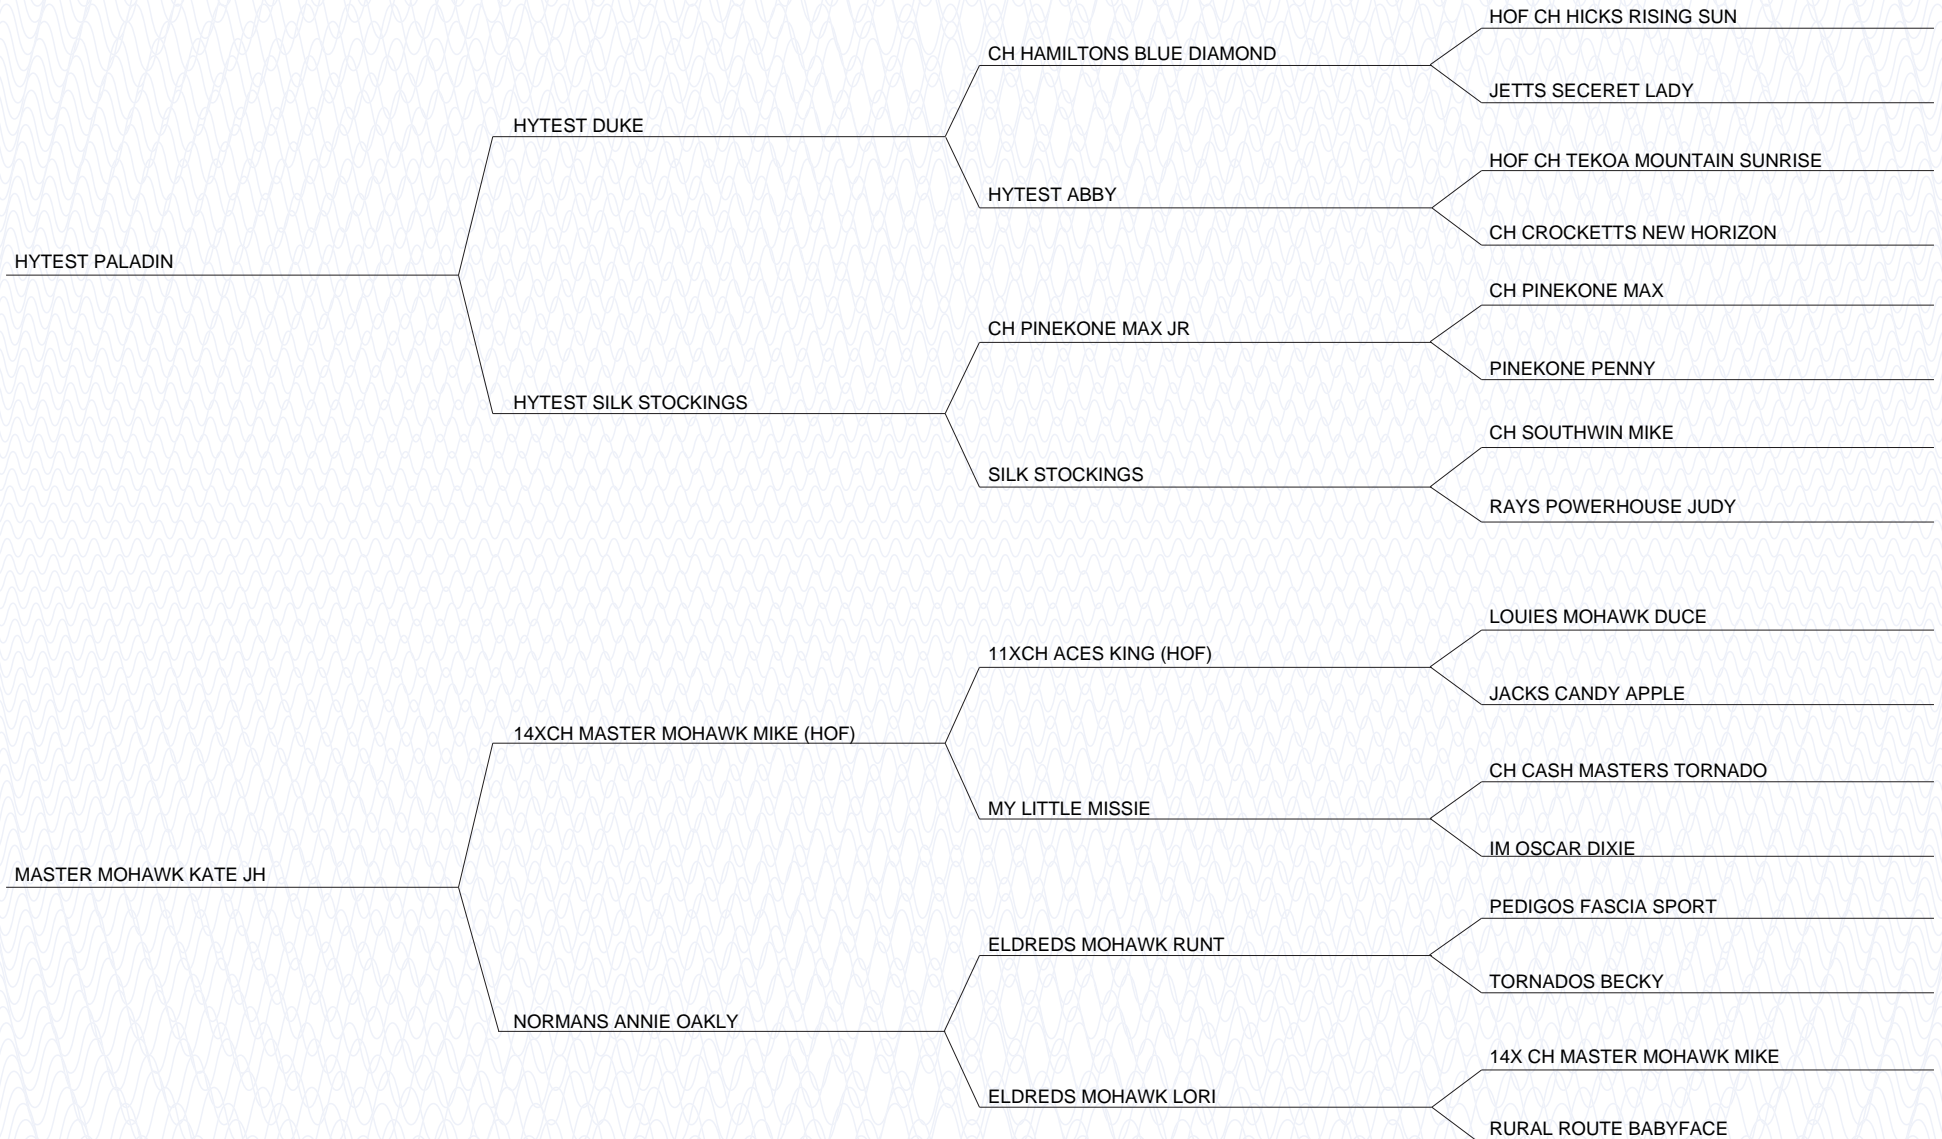 HOF CH HICKS RISING SUN
CH HAMILTONS BLUE DIAMOND
JETTS SECERET LADY
HYTEST DUKE
HOF CH TEKOA MOUNTAIN SUNRISE
HYTEST ABBY
CH CROCKETTS NEW HORIZON
HYTEST PALADIN
CH PINEKONE MAX
CH PINEKONE MAX JR
PINEKONE PENNY
HYTEST SILK STOCKINGS
CH SOUTHWIN MIKE
SILK STOCKINGS
RAYS POWERHOUSE JUDY
LOUIES MOHAWK DUCE
11XCH ACES KING (HOF)
JACKS CANDY APPLE
14XCH MASTER MOHAWK MIKE (HOF)
CH CASH MASTERS TORNADO
MY LITTLE MISSIE
IM OSCAR DIXIE
MASTER MOHAWK KATE JH
PEDIGOS FASCIA SPORT
ELDREDS MOHAWK RUNT
TORNADOS BECKY
NORMANS ANNIE OAKLY
14X CH MASTER MOHAWK MIKE
ELDREDS MOHAWK LORI
RURAL ROUTE BABYFACE